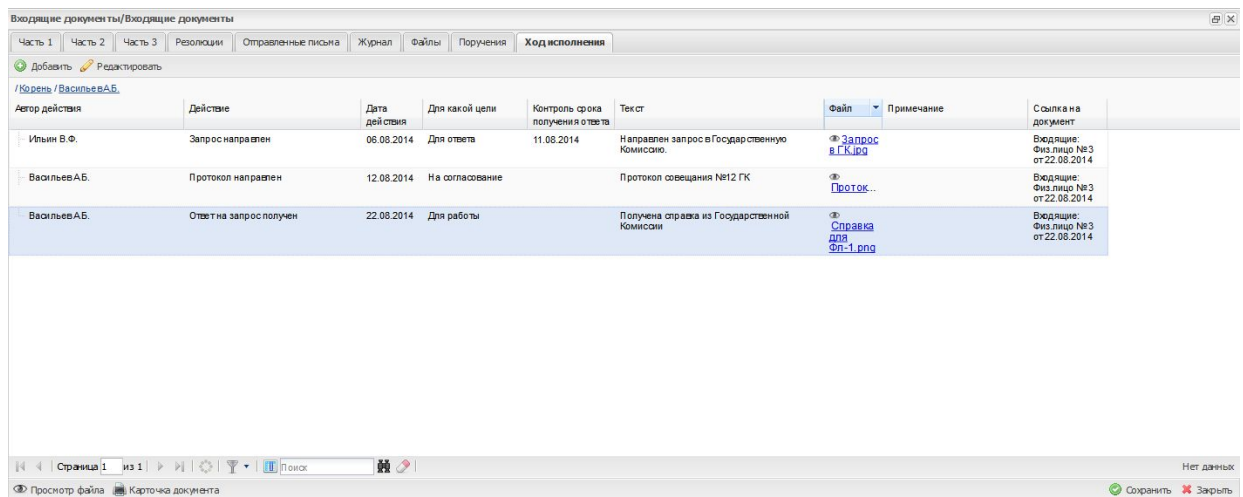 Входящие документы/Входящие документы
Часть 1 Часть 2 Часть 3 Резолюции Отправленные письма Журнал Файлы Поручения Ход исполнения
Добавить Редактировать
/Корень /Васильев А.Б.
Автор действия Действие Дата действия Для какой цели Контроль срока получения ответа Текст Файл Примечание Ссылка на документ
Ильин В.Ф. Запрос направлен 06.08.2014 Для ответа 11.08.2014 Направлен запрос в Государственную Комиссию. Запрос в ГК.jpg Входящие: Физ.лицо №3 от 22.08.2014
Васильев А.Б. Протокол направлен 12.08.2014 На согласование Протокол совещания №12 ГК Проток... Входящие: Физ.лицо №3 от 22.08.2014
Васильев А.Б. Ответ на запрос получен 22.08.2014 Для работы Получена справка из Государственной Комиссии Справка для Фл-1.png Входящие: Физ.лицо №3 от 22.08.2014
Страница 1 из 1 Поиск Нет данных
Просмотр файла Карточка документа Сохранить Закрыть